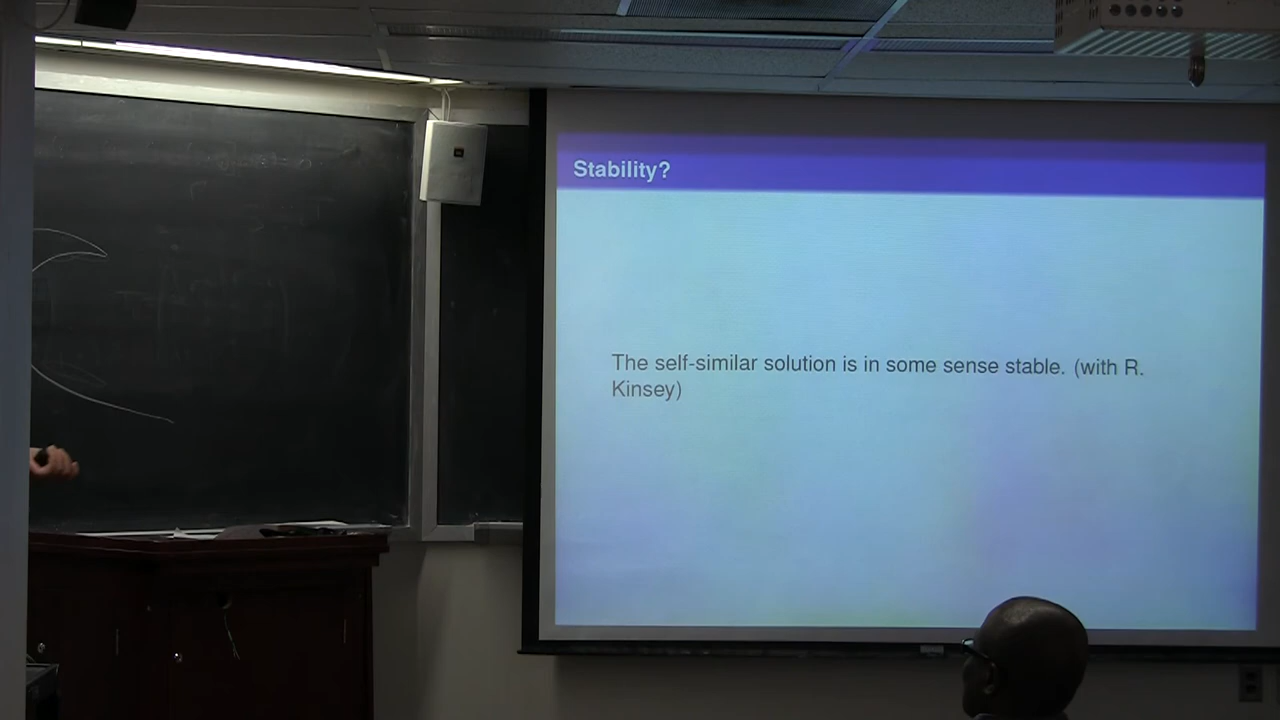 Stability?
The self-similar solution is in some sense stable. (with R.
Kinsey)